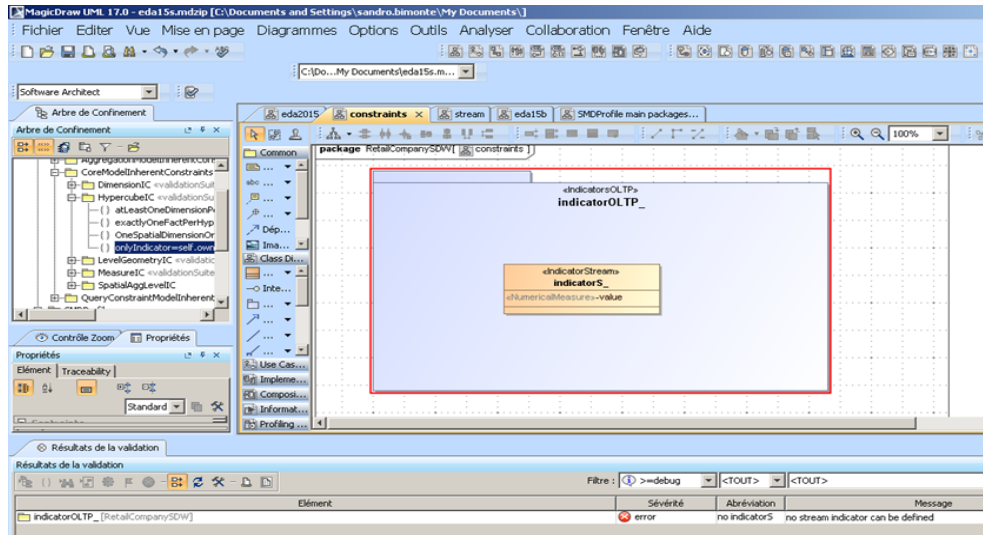 MagicDraw UML 17.0 - eda15s.mdzip [C:\Documents and Settings\sandro.bimonte\My Documents\]
Fichier Editer Vue Mise en page Diagrammes Options Outils Analyser Collaboration Fenêtre Aide
C:\Do...My Documents\eda15s.m...
Software Architect
Arbre de Confinement
eda2015 constraints × stream eda15b SMDProfile main packages...
Arbre de Confinement
100%
Common
package RetailCompanySDW[ constraints ]
AggregationModelInherentCon
CoreModelInherentConstraints
DimensionIC «validationSuit
HypercubeIC «validationSu
{} atLeastOneDimensionP
{} exactlyOneFactPerHyp
{} OneSpatialDimensionOr
{} onlyIndicator=self.own
LevelGeometryIC «validatic
MeasureIC «validationSuite
SpatialAggLevelIC
QueryConstraintModelInherent
abc ...
Dép...
Ima...
Class Di...
Inte...
Use Cas...
Impleme...
Composi...
Informat...
Profiling ...
«IndicatorsOLTP»
indicatorOLTP_
«IndicatorStream»
indicatorS_
«NumericalMeasure»-value
Contrôle Zoom Propriétés
Propriétés
Elément Traceability
Standard
Résultats de la validation
Résultats de la validation
Filtre : >=debug <TOUT> <TOUT>
Elément Sévérité Abréviation Message
indicatorOLTP_ [RetailCompanySDW] error no indicatorS no stream indicator can be defined